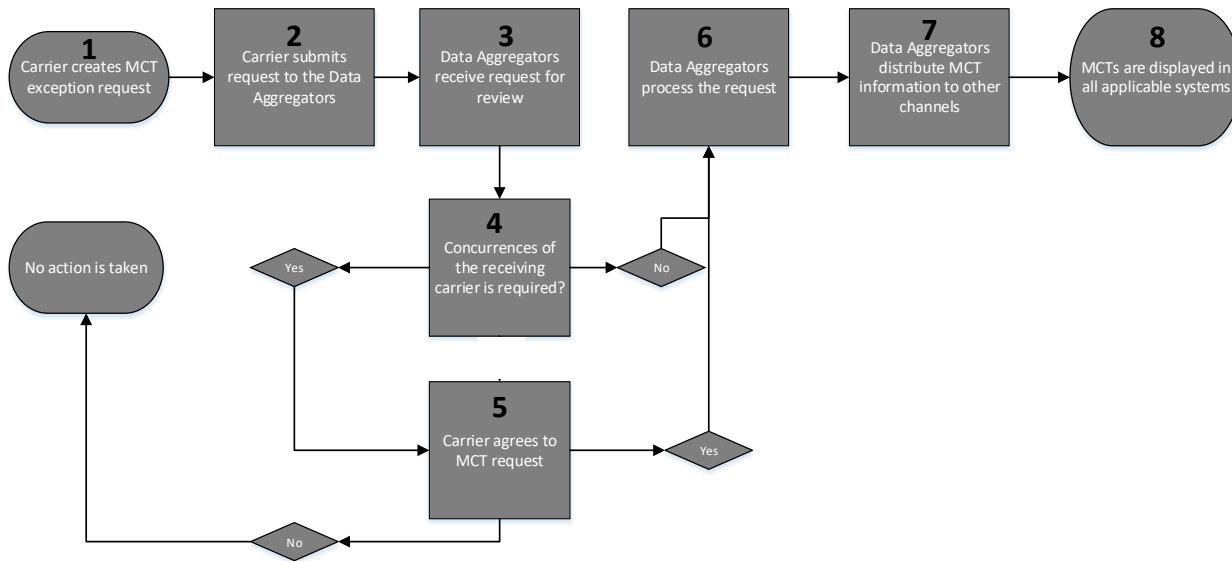 1
Carrier creates MCT
exception request
2
Carrier submits
request to the Data
Aggregators
3
Data Aggregators
receive request for
review
6
Data Aggregators
process the request
7
Data Aggregators
distribute MCT
information to other
channels
8
MCTs are displayed in
all applicable systems
No action is taken
Yes
4
Concurrences of
the receiving
carrier is required?
No
5
Carrier agrees to
MCT request
Yes
No